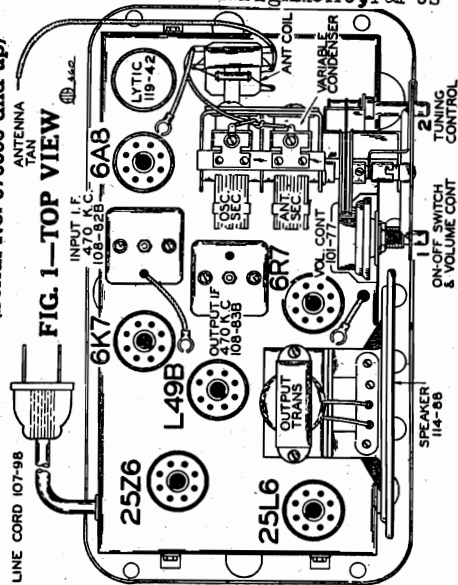 and up)
FIG. 1—TOP VIEW
ANTENNA
TAN
LINE CORD 107-98
LYTIC
119-42
ANT COIL
VARIABLE
CONDENSER
6A8
INPUT I.F.
470 K.C.
108-82B
OSC.
SEC.
ANT.
SEC.
6K7
OUTPUT IF
470 K C
108-83B
6R7
VOL CONT
101-77
L49B
OUTPUT
TRANS
25Z6
25L6
SPEAKER
114-88
1
ON-OFF SWITCH
& VOLUME CONT
2
TUNING
CONTROL